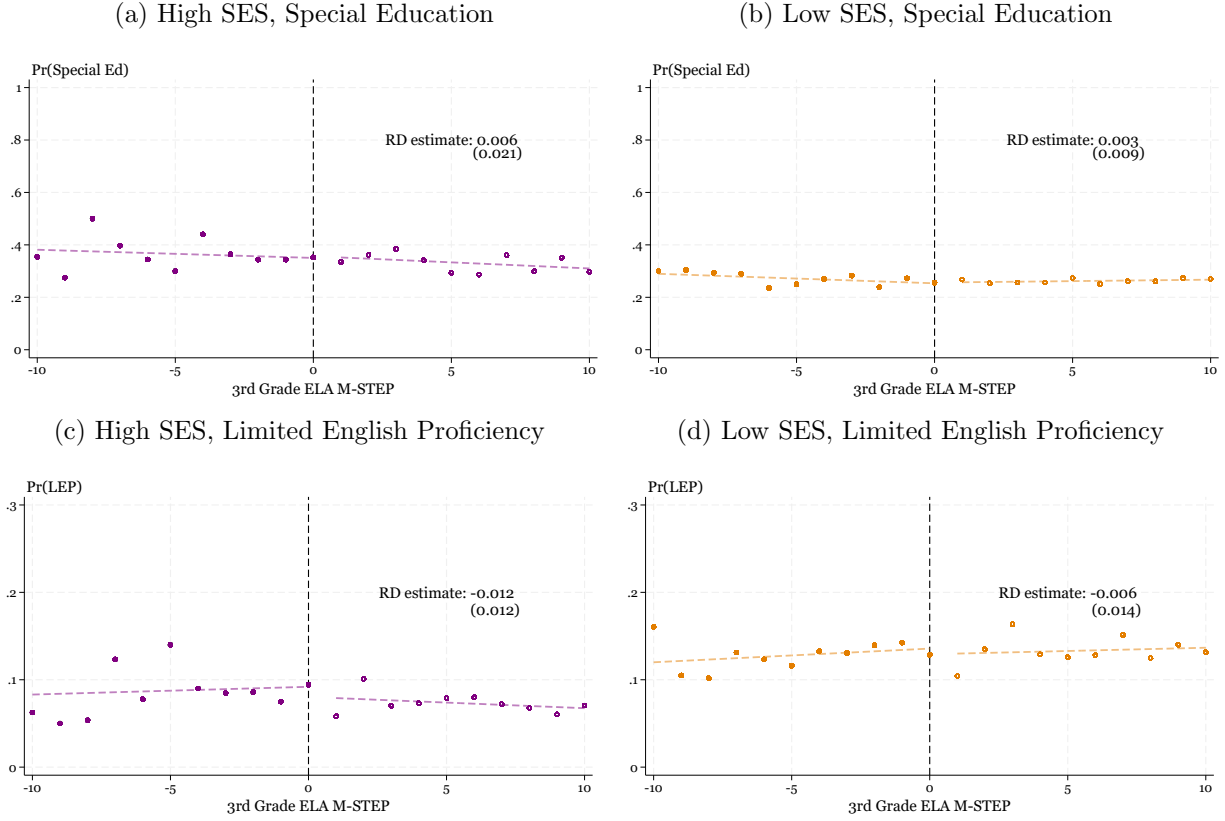 (a) High SES, Special Education
Pr(Special Ed)
1
.8
RD estimate: 0.006
(0.021)
.6
.4
.2
0
-10 -5 0 5 10
3rd Grade ELA M-STEP
(b) Low SES, Special Education
Pr(Special Ed)
1
.8
RD estimate: 0.003
(0.009)
.6
.4
.2
0
-10 -5 0 5 10
3rd Grade ELA M-STEP
(c) High SES, Limited English Proficiency
Pr(LEP)
.3
.2
RD estimate: -0.012
(0.012)
.1
0
-10 -5 0 5 10
3rd Grade ELA M-STEP
(d) Low SES, Limited English Proficiency
Pr(LEP)
.3
.2
RD estimate: -0.006
(0.014)
.1
0
-10 -5 0 5 10
3rd Grade ELA M-STEP